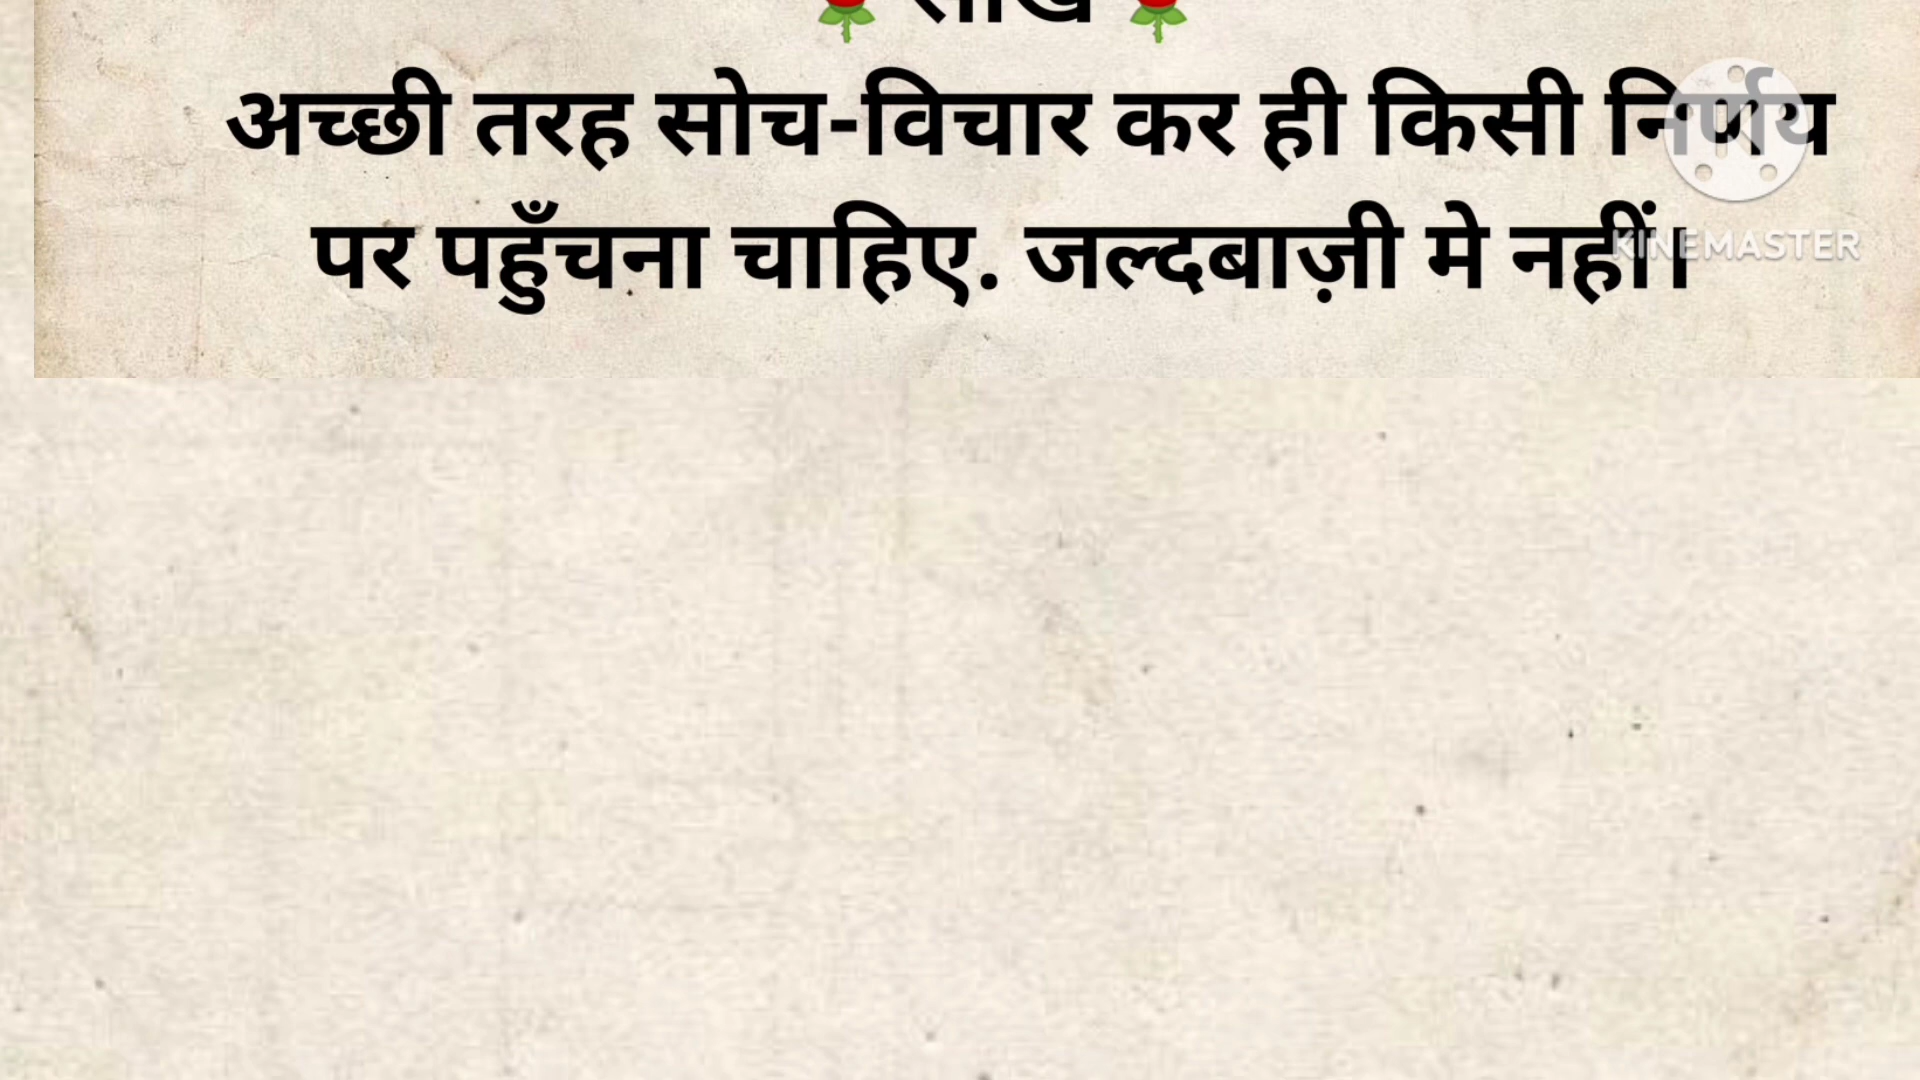 🌹 सीख 🌹
अच्छी तरह सोच-विचार कर ही किसी निर्णय
पर पहुँचना चाहिए. जल्दबाज़ी मे नहीं।
KINEMASTER